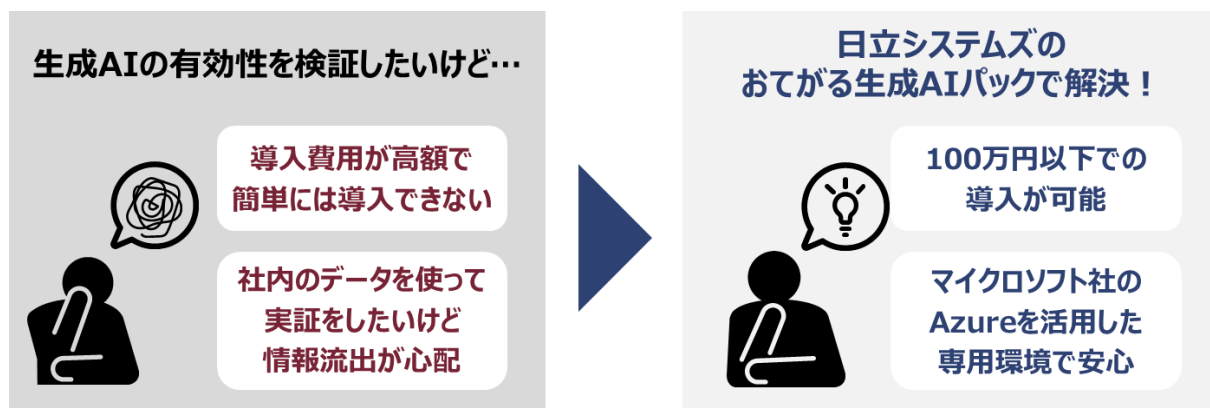 生成AIの有効性を検証したいけど…
導入費用が高額で
簡単には導入できない
社内のデータを使って
実証をしたいけど
情報流出が心配
日立システムズの
おてがる生成AIパックで解決！
100万円以下での
導入が可能
マイクロソフト社の
Azureを活用した
専用環境で安心